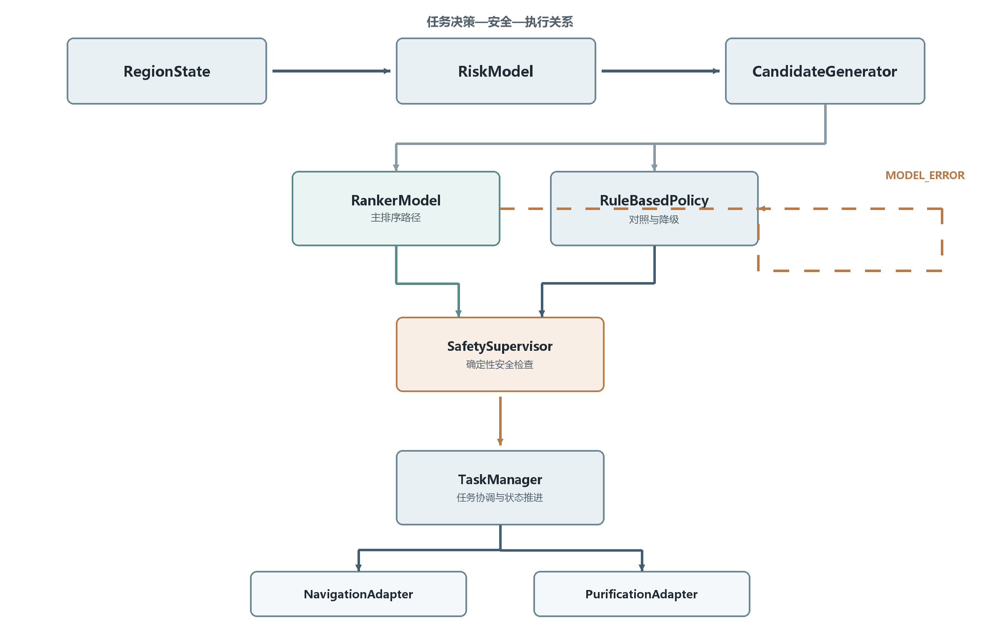 任务决策—安全—执行关系
RegionState
RiskModel
CandidateGenerator
MODEL_ERROR
RankerModel
主排序路径
RuleBasedPolicy
对照与降级
SafetySupervisor
确定性安全检查
TaskManager
任务协调与状态推进
NavigationAdapter
PurificationAdapter